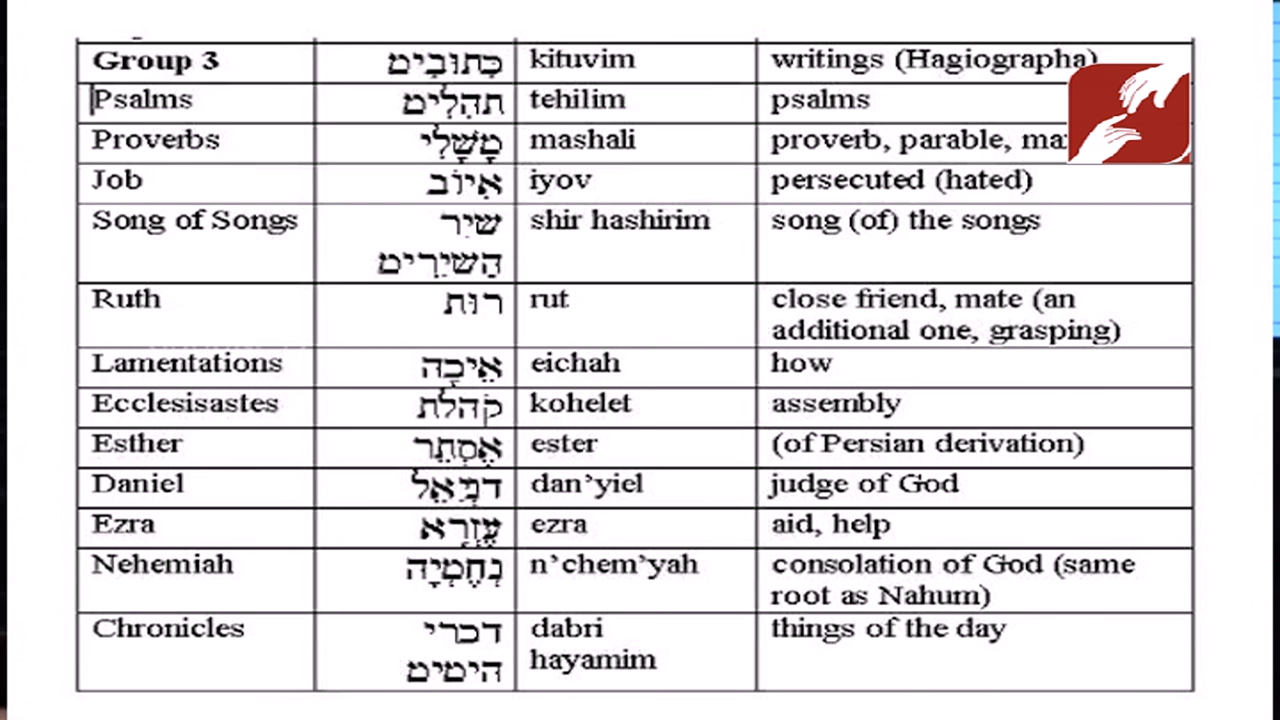 Group 3 כְּתוּבִים kituvim writings (Hagiographa)
Psalms תהִלִים tehilim psalms
Proverbs מָשָׁלִי mashali proverb, parable,
Job אִיוֹב iyov persecuted (hated)
Song of Songs שִׁיר shir hashirim song (of) the songs
הַשִׁירִים
Ruth רוּת rut close friend, mate (an
additional one, grasping)
Lamentations אֵיכָה eichah how
Ecclesisastes קֹהלת kohelet assembly
Esther אֶסְתֵר ester (of Persian derivation)
Daniel דנִיֵאל dan’yiel judge of God
Ezra עֶזְרָא ezra aid, help
Nehemiah נְחֶמְיָה n’chem’yah consolation of God (same
root as Nahum)
Chronicles דברי dabri things of the day
הימים hayamim